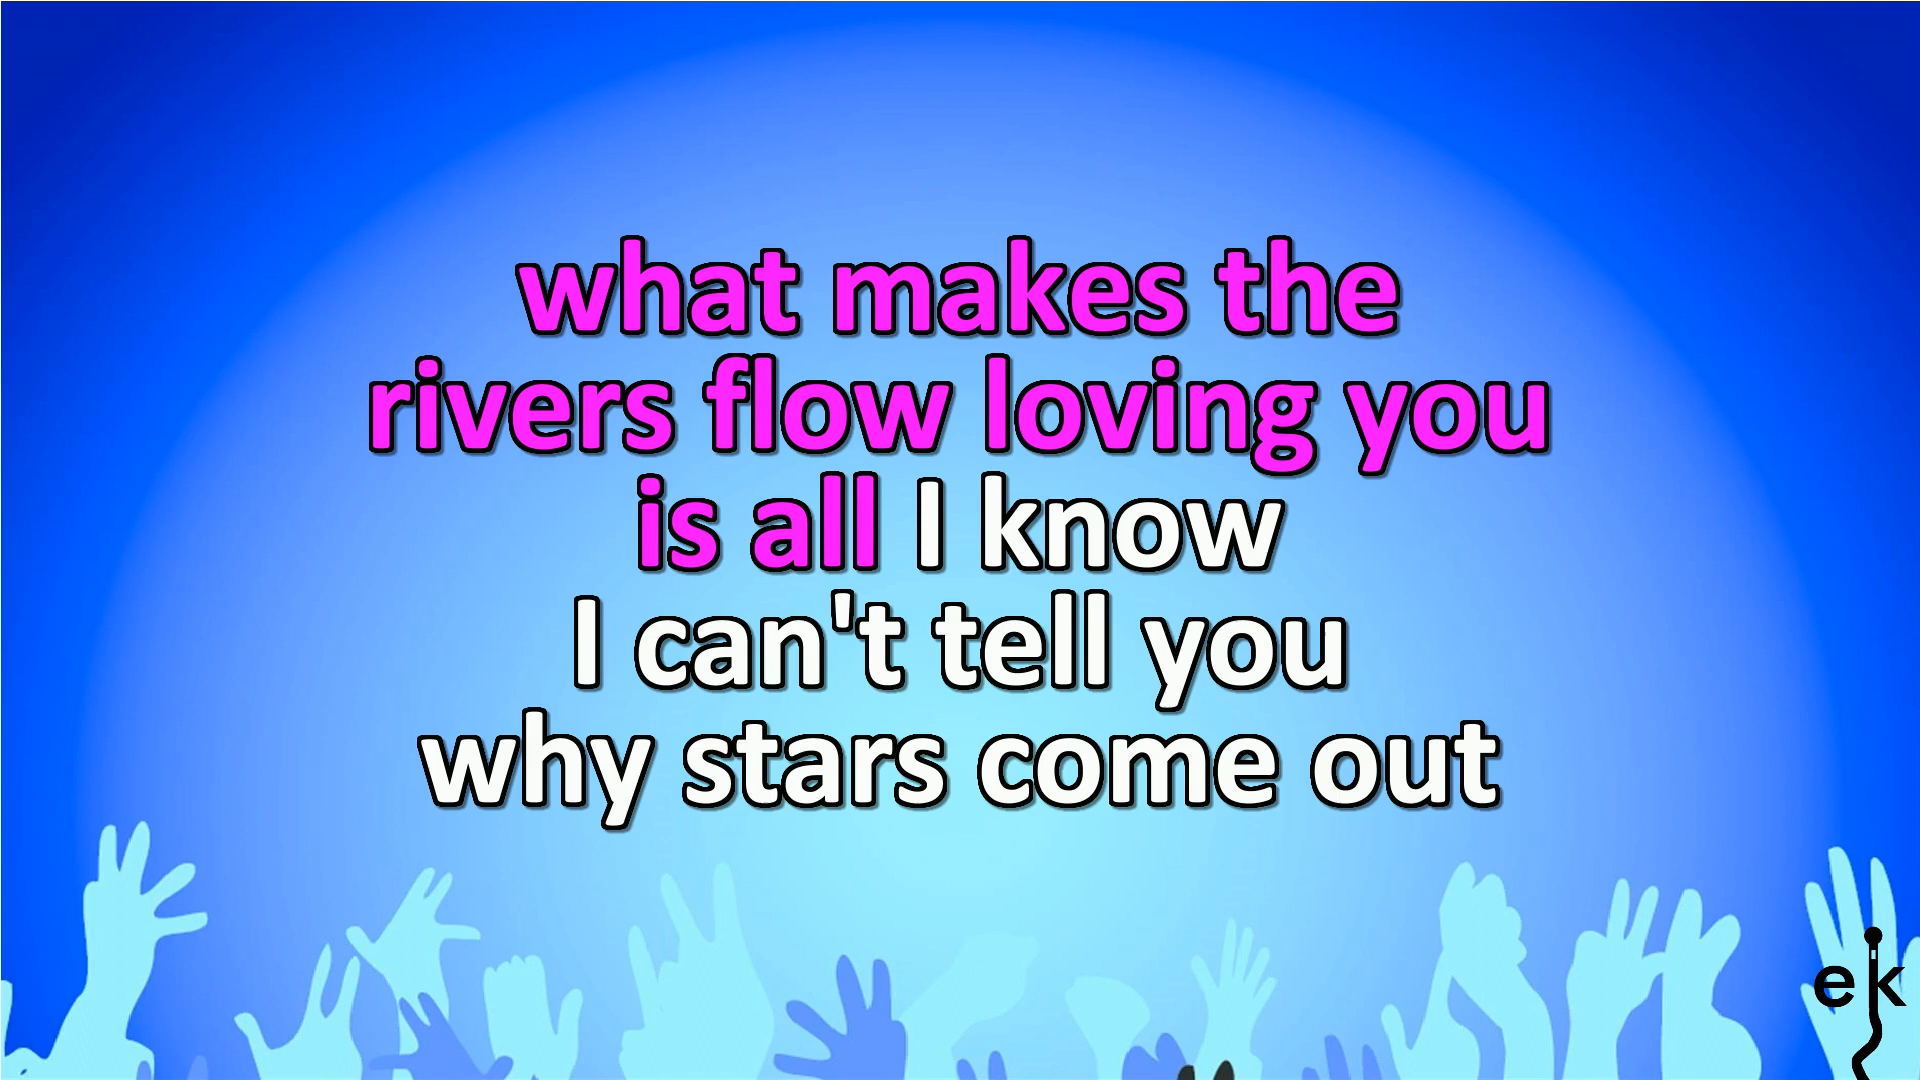 what makes the
rivers flow loving you
is all I know
I can't tell you
why stars come out
ek